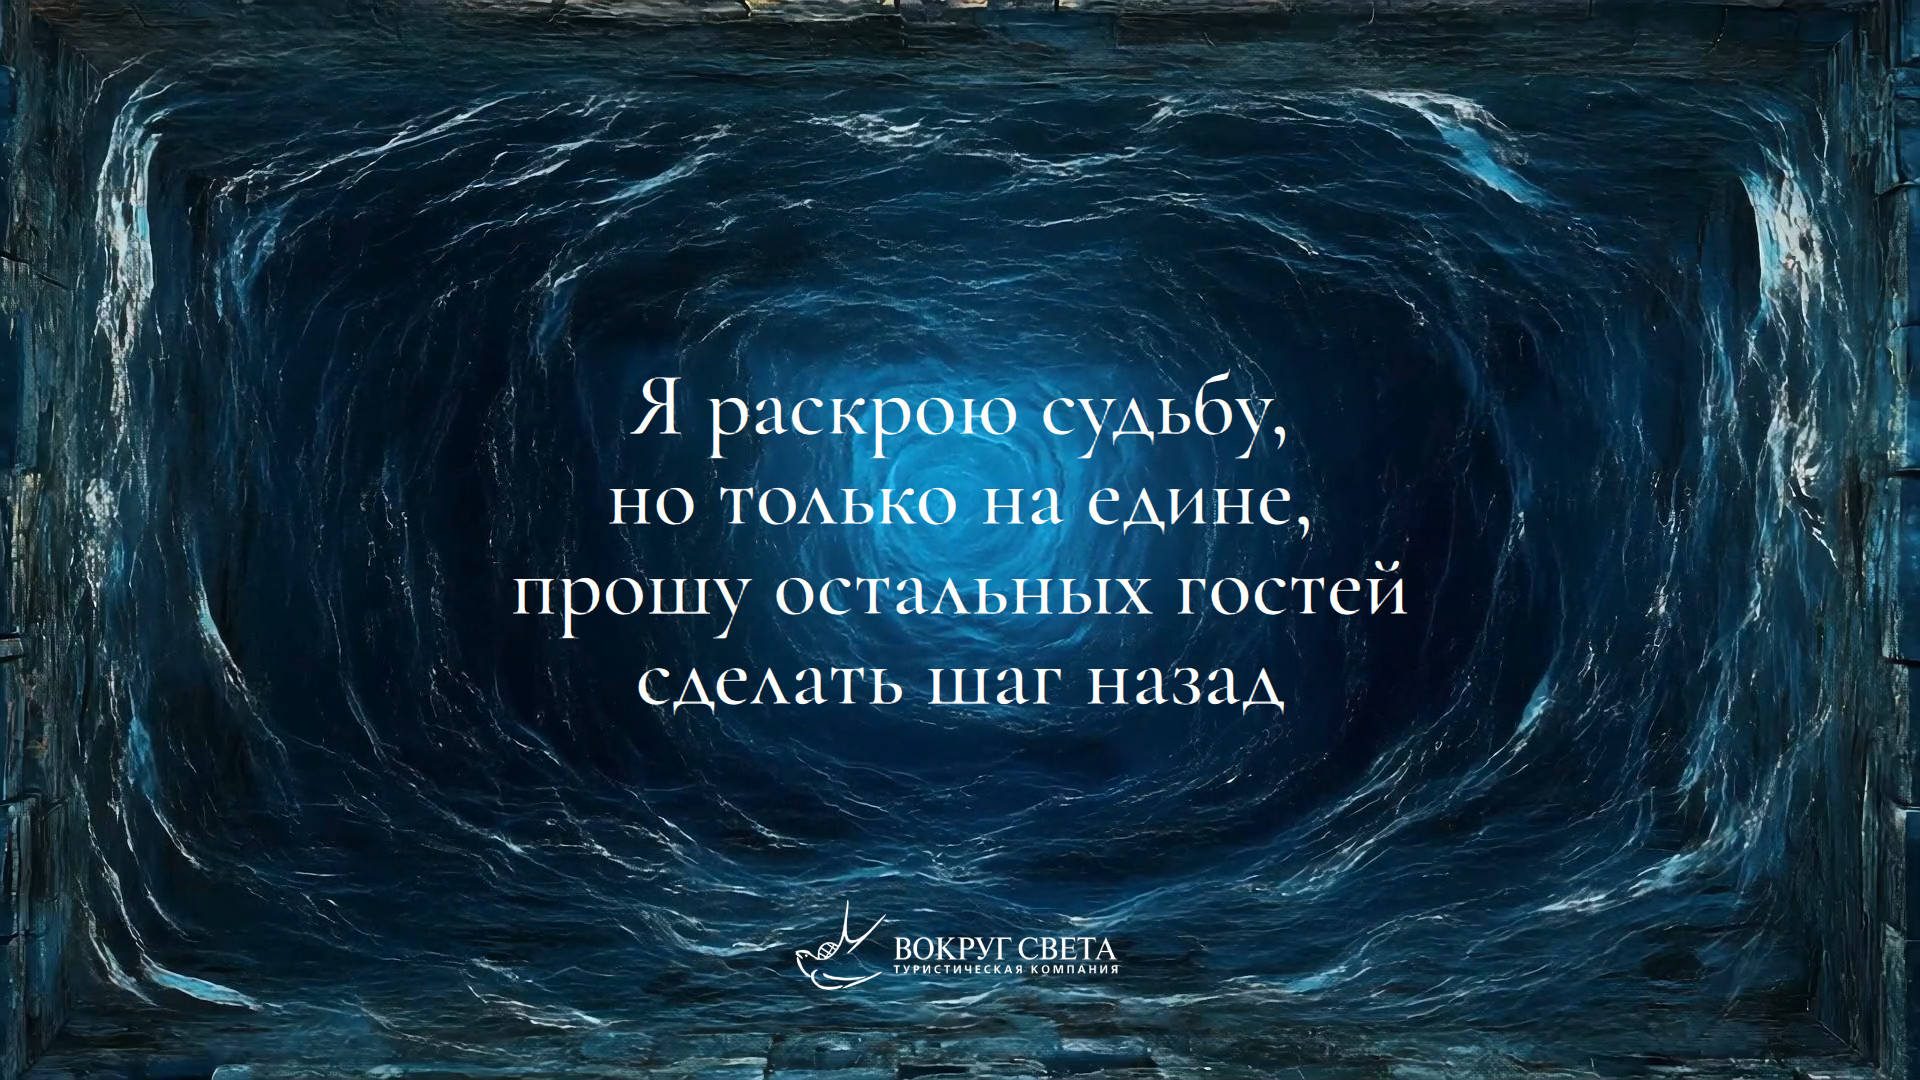 Я раскрою судьбу,
но только на едине,
прошу остальных гостей
сделать шаг назад
ВОКРУГ СВЕТА
ТУРИСТИЧЕСКАЯ КОМПАНИЯ